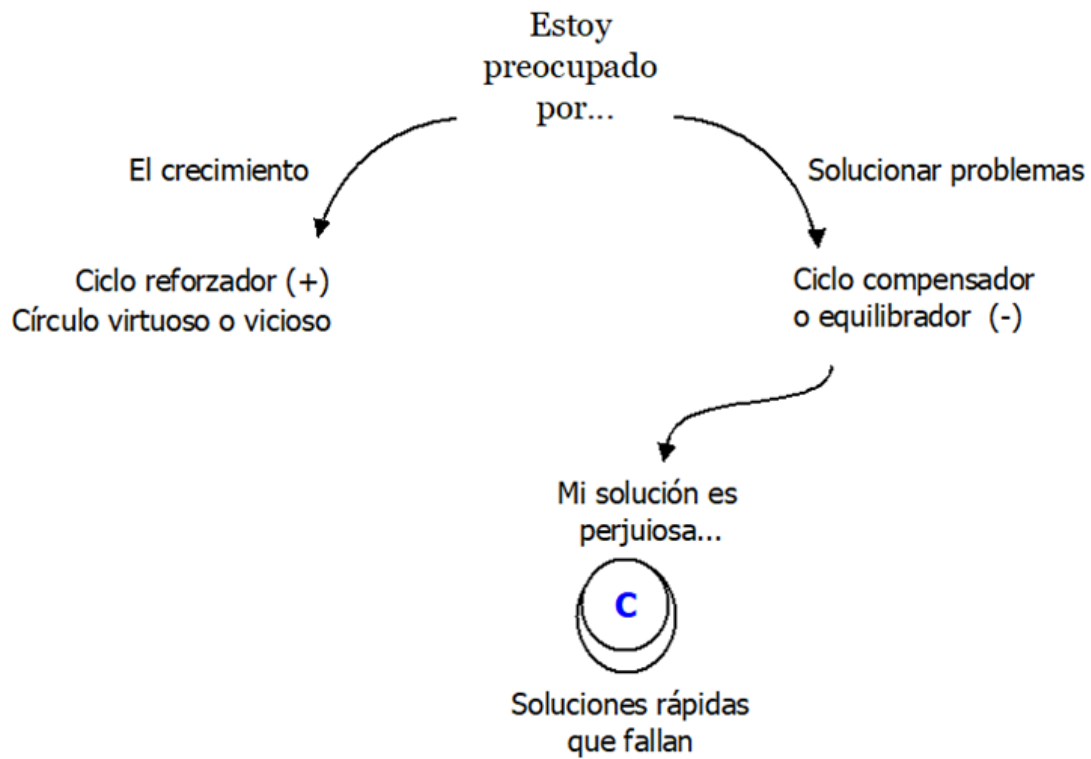 Estoy
preocupado
por...
El crecimiento
Solucionar problemas
Ciclo reforzador (+)
Círculo virtuoso o vicioso
Ciclo compensador
o equilibrador (-)
Mi solución es
perjuiosa...
C
Soluciones rápidas
que fallan